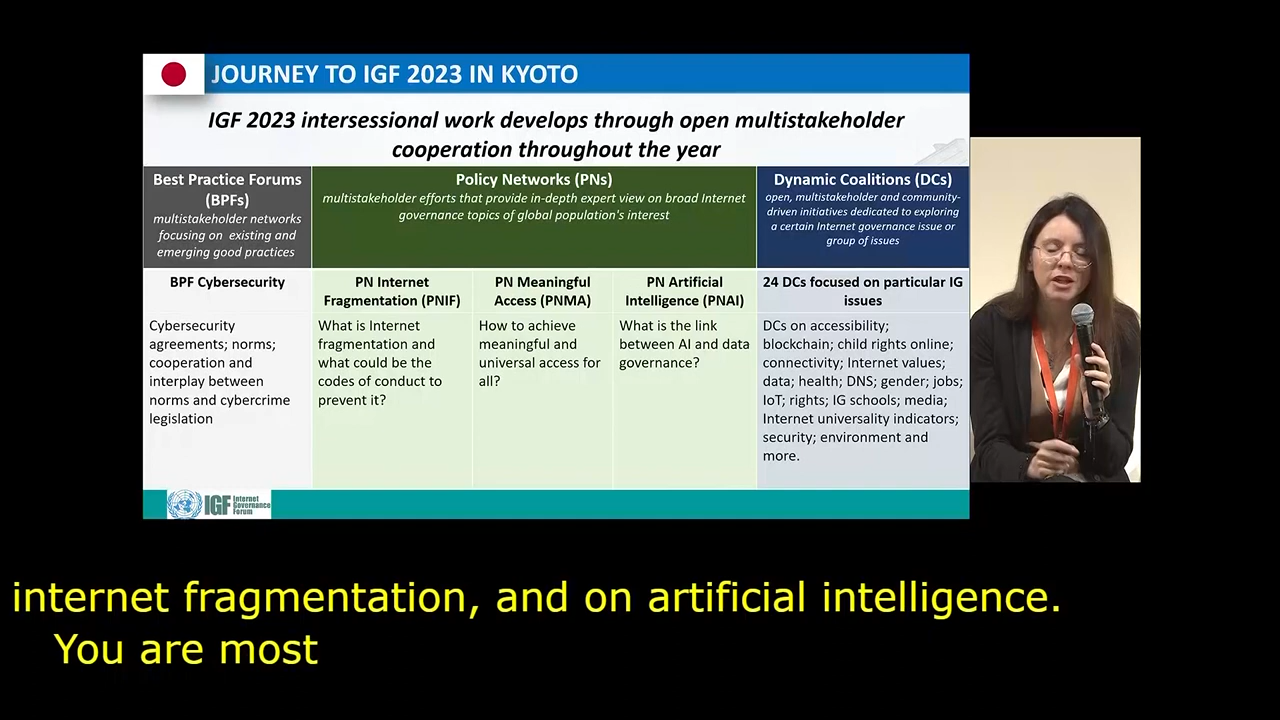 JOURNEY TO IGF 2023 IN KYOTO
IGF 2023 intersessional work develops through open multistakeholder
cooperation throughout the year
Best Practice Forums
(BPFs)
multistakeholder networks
focusing on existing and
emerging good practices
Policy Networks (PNs)
multistakeholder efforts that provide in-depth expert view on broad Internet
governance topics of global population's interest
Dynamic Coalitions (DCs)
open, multistakeholder and community-
driven initiatives dedicated to exploring
a certain Internet governance issue or
group of issues
BPF Cybersecurity
PN Internet
Fragmentation (PNIF)
PN Meaningful
Access (PNMA)
PN Artificial
Intelligence (PNAI)
24 DCs focused on particular IG
issues
Cybersecurity
agreements; norms;
cooperation and
interplay between
norms and cybercrime
legislation
What is Internet
fragmentation and
what could be the
codes of conduct to
prevent it?
How to achieve
meaningful and
universal access for
all?
What is the link
between AI and data
governance?
DCs on accessibility;
blockchain; child rights online;
connectivity; Internet values;
data; health; DNS; gender; jobs;
IoT; rights; IG schools; media;
Internet universality indicators;
security; environment and
more.
IGF
Internet
Governance
Forum
internet fragmentation, and on artificial intelligence.
You are most